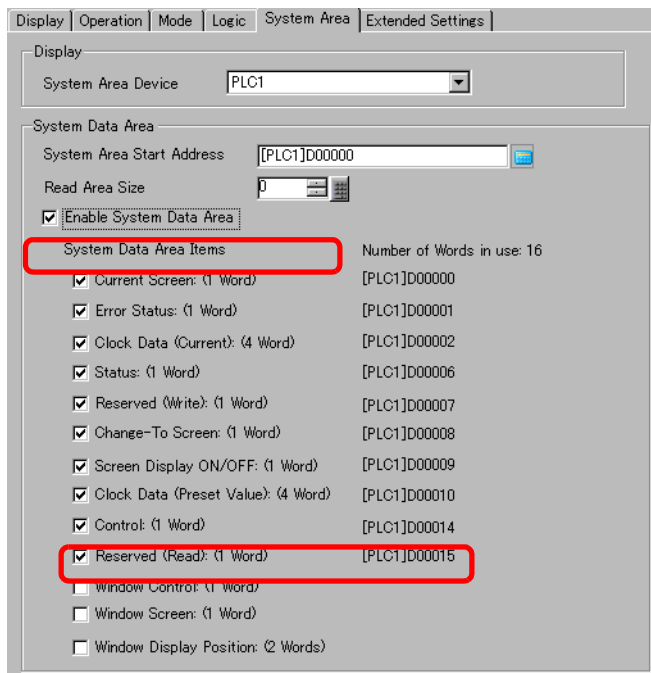 Display Operation Mode Logic System Area Extended Settings
Display
System Area Device PLC1
System Data Area
System Area Start Address [PLC1]D00000
Read Area Size 0
Enable System Data Area
System Data Area Items Number of Words in use: 16
Current Screen: (1 Word) [PLC1]D00000
Error Status: (1 Word) [PLC1]D00001
Clock Data (Current): (4 Word) [PLC1]D00002
Status: (1 Word) [PLC1]D00006
Reserved (Write): (1 Word) [PLC1]D00007
Change-To Screen: (1 Word) [PLC1]D00008
Screen Display ON/OFF: (1 Word) [PLC1]D00009
Clock Data (Preset Value): (4 Word) [PLC1]D00010
Control: (1 Word) [PLC1]D00014
Reserved (Read): (1 Word) [PLC1]D00015
Window Control: (1 Word)
Window Screen: (1 Word)
Window Display Position: (2 Words)